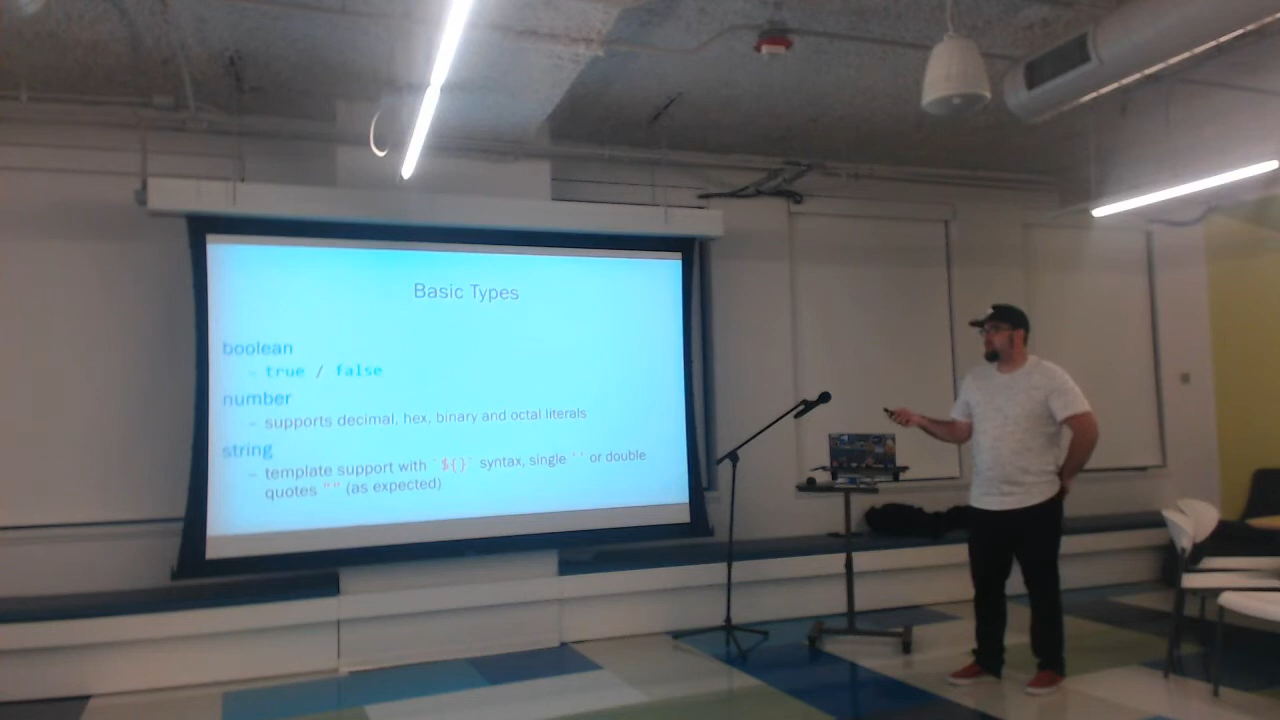 Basic Types
boolean
– true / false
number
– supports decimal, hex, binary and octal literals
string
– template support with `${}` syntax, single '' or double
quotes "" (as expected)